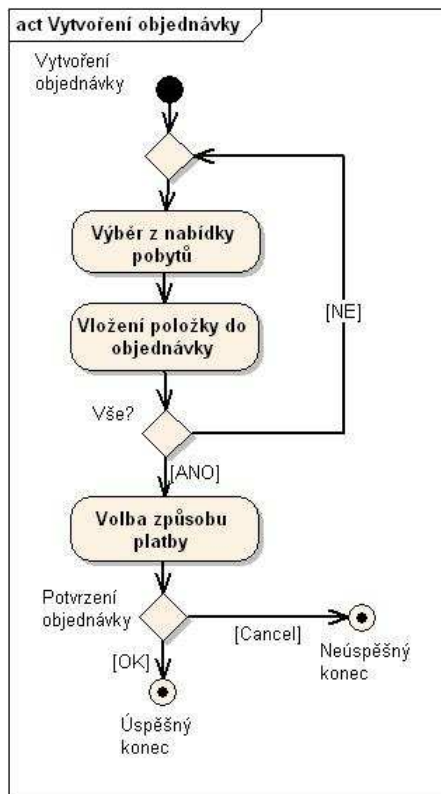 act Vytvoření objednávky
Vytvoření
objednávky
Výběr z nabídky
pobytů
Vložení položky do
objednávky
[NE]
Vše?
[ANO]
Volba způsobu
platby
Potvrzení
objednávky
[Cancel]
Neúspěšný
konec
[OK]
Úspěšný
konec